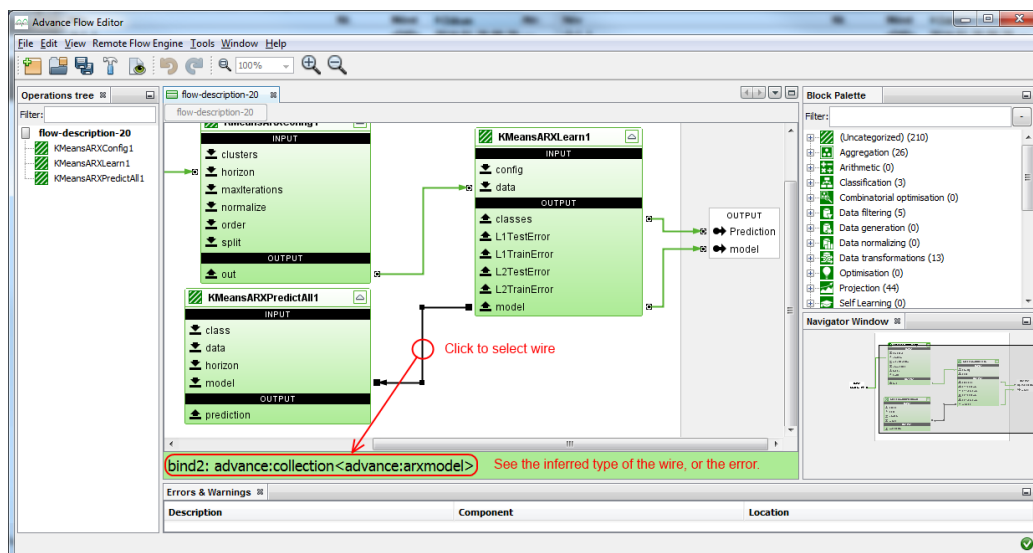 Advance Flow Editor
File Edit View Remote Flow Engine Tools Window Help
100%
Operations tree
Filter:
flow-description-20
KMeansARXConfig1
KMeansARXLearn1
KMeansARXPredictAll1
flow-description-20
flow-description-20
KMeansARXConfig1
INPUT
clusters
horizon
maxIterations
normalize
order
split
OUTPUT
out
KMeansARXPredictAll1
INPUT
class
data
horizon
model
OUTPUT
prediction
KMeansARXLearn1
INPUT
config
data
OUTPUT
classes
L1TestError
L1TrainError
L2TestError
L2TrainError
model
OUTPUT
Prediction
model
Click to select wire
bind2: advance:collection<advance:arxmodel>
See the inferred type of the wire, or the error.
Block Palette
Filter:
(Uncategorized) (210)
Aggregation (26)
Arithmetic (0)
Classification (3)
Combinatorial optimisation (0)
Data filtering (5)
Data generation (0)
Data normalizing (0)
Data transformations (13)
Optimisation (0)
Projection (44)
Self Learning (0)
Navigator Window
Errors & Warnings
Description Component Location